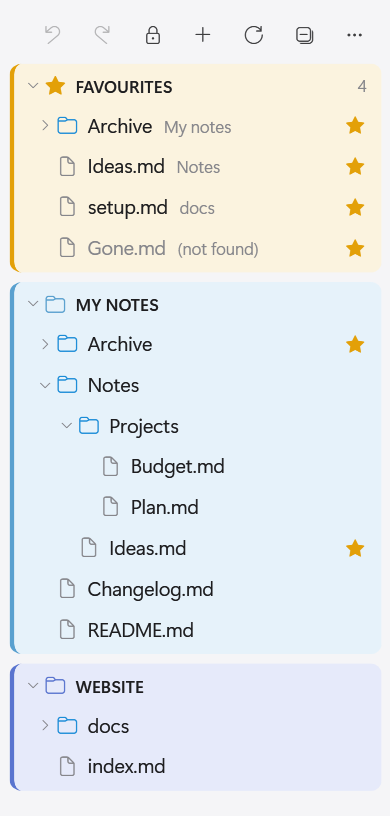 FAVOURITES 4
Archive My notes
Ideas.md Notes
setup.md docs
Gone.md (not found)
MY NOTES
Archive
Notes
Projects
Budget.md
Plan.md
Ideas.md
Changelog.md
README.md
WEBSITE
docs
index.md